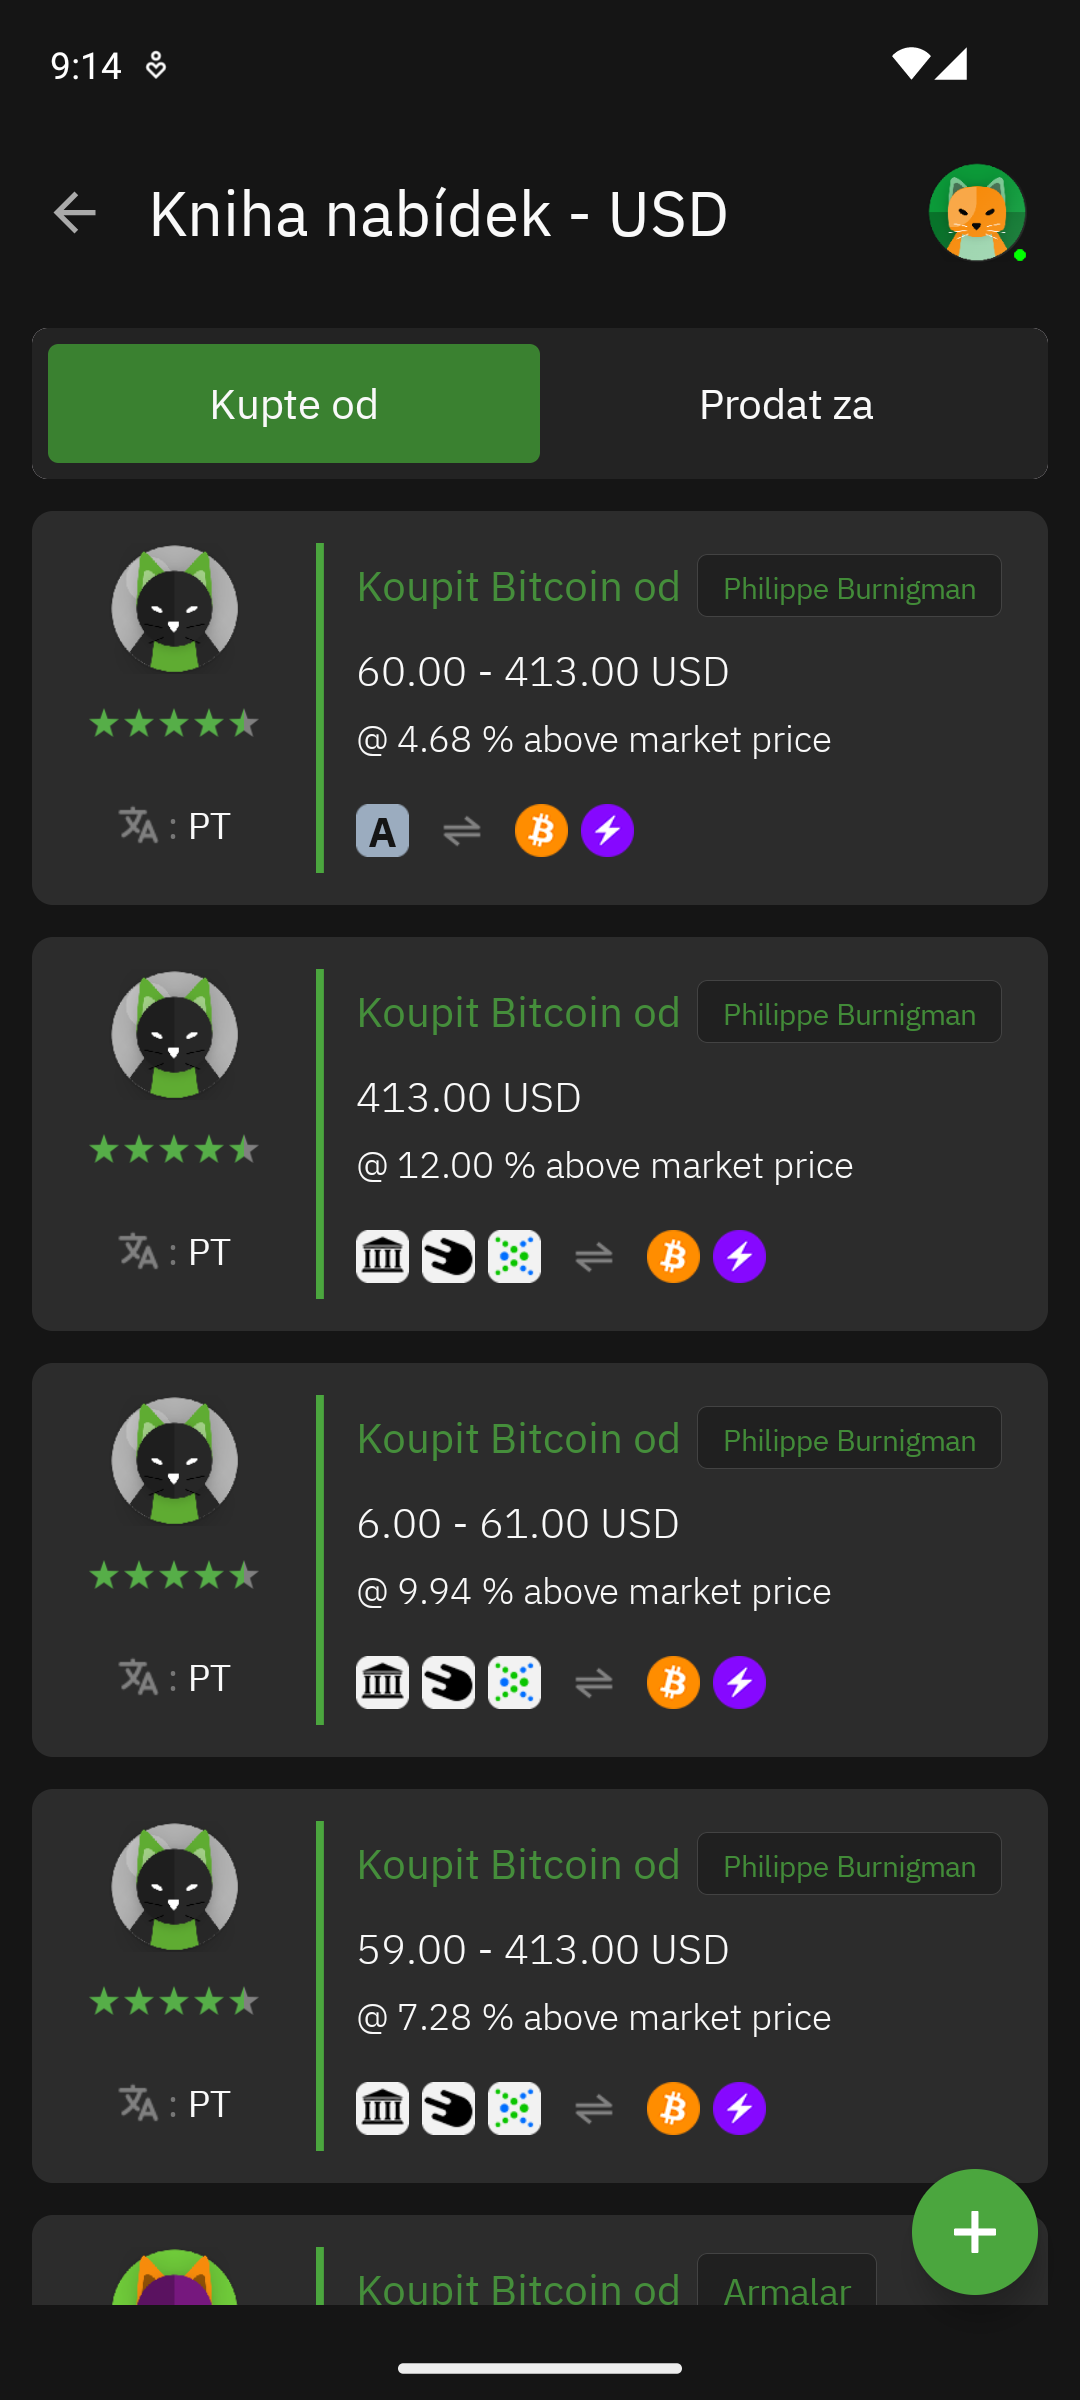 9:14
Kniha nabídek - USD
Kupte od
Prodat za
Koupit Bitcoin od Philippe Burnigman
60.00 - 413.00 USD
@ 4.68 % above market price
: PT
A
Koupit Bitcoin od Philippe Burnigman
413.00 USD
@ 12.00 % above market price
: PT
Koupit Bitcoin od Philippe Burnigman
6.00 - 61.00 USD
@ 9.94 % above market price
: PT
Koupit Bitcoin od Philippe Burnigman
59.00 - 413.00 USD
@ 7.28 % above market price
: PT
Koupit Bitcoin od Armalar